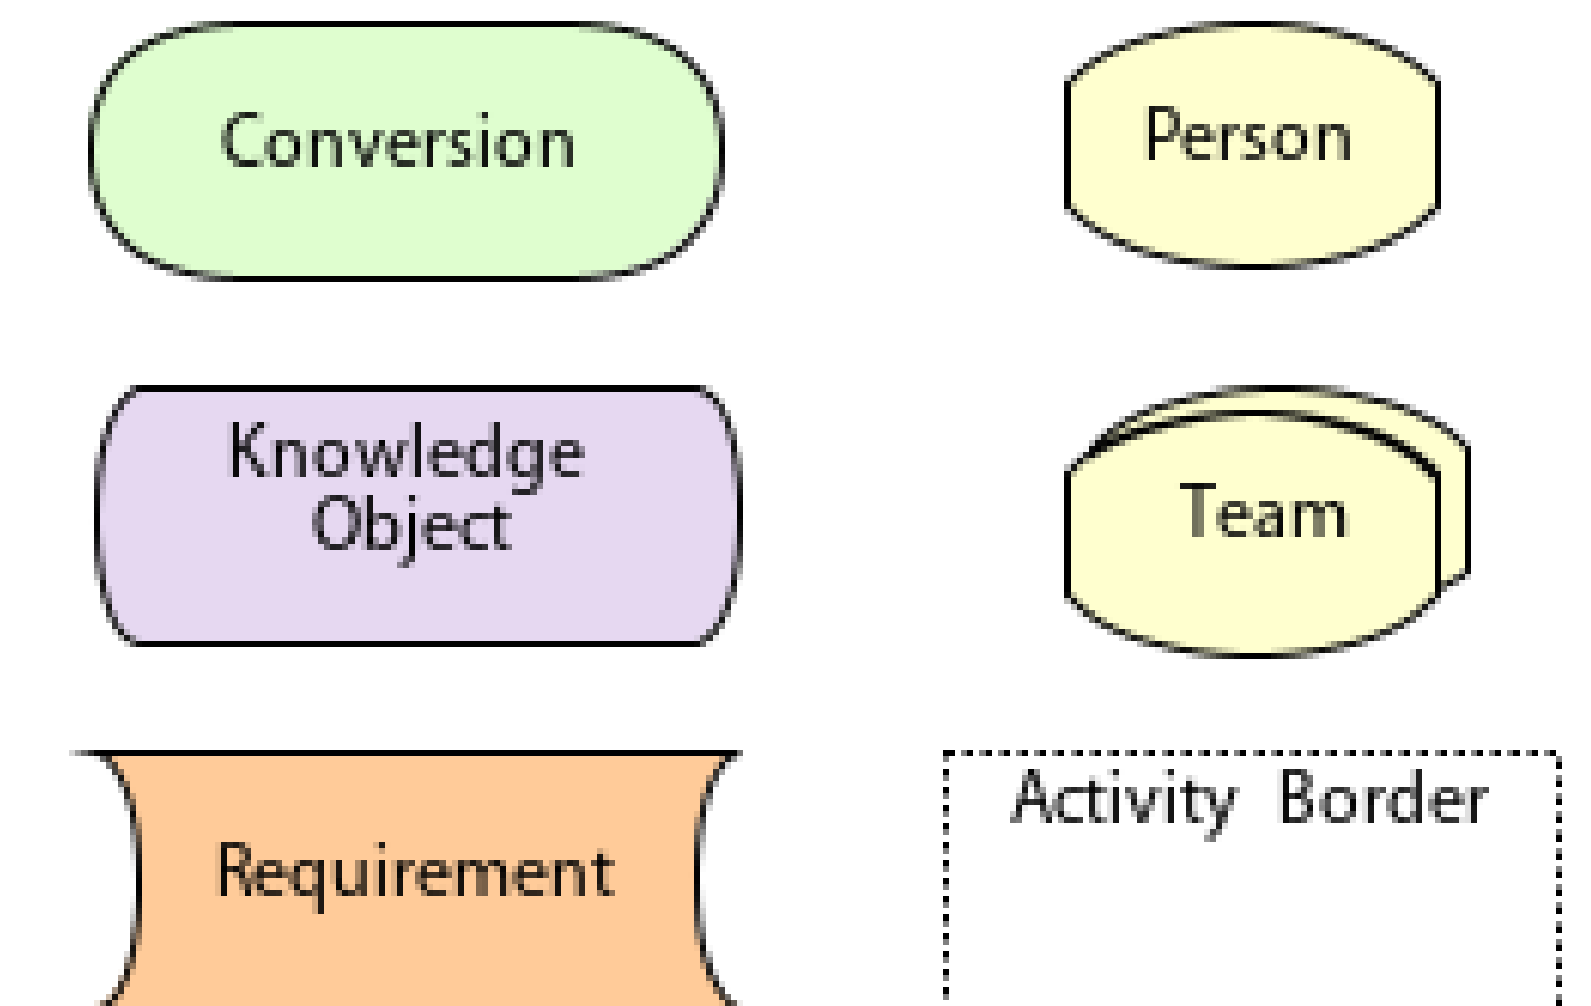 Conversion
Person
Knowledge
Object
Team
Requirement
Activity Border